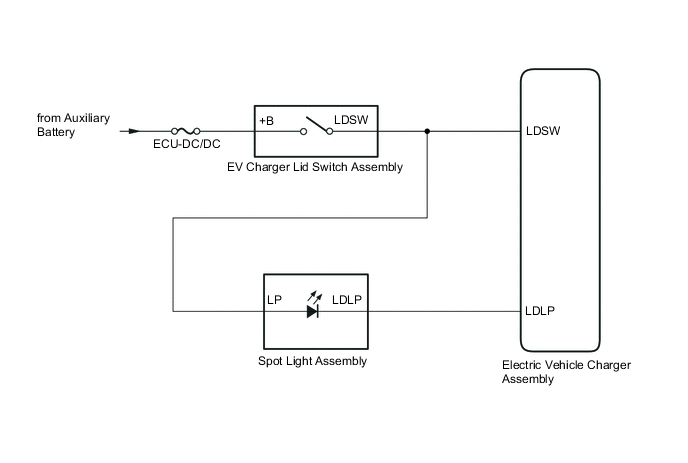 from Auxiliary
Battery
ECU-DC/DC
+B
LDSW
EV Charger Lid Switch Assembly
LDSW
LP
LDLP
Spot Light Assembly
LDLP
Electric Vehicle Charger
Assembly